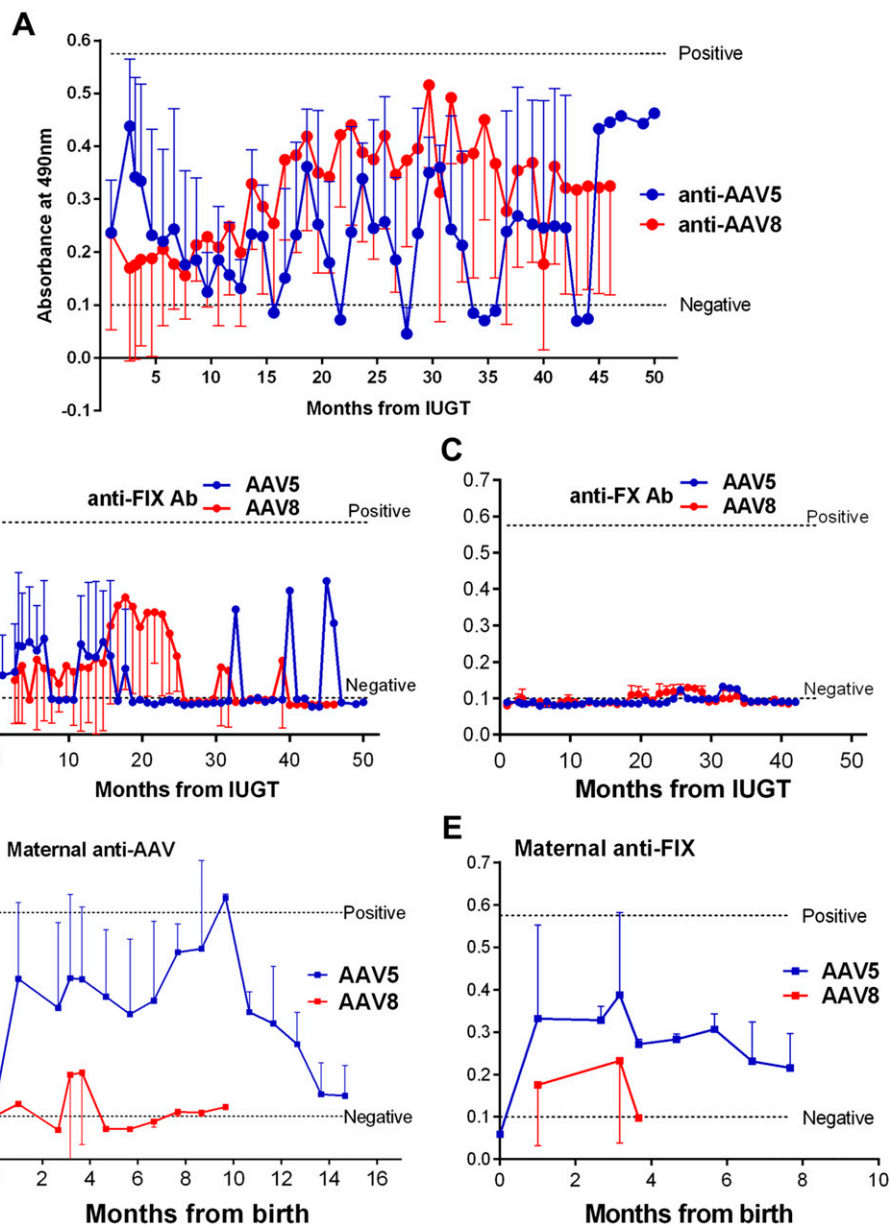 A
0.6
Positive
0.5
0.4
Absorbance at 490nm
0.3
anti-AAV5
anti-AAV8
0.2
0.1
Negative
0.0
5 10 15 20 25 30 35 40 45 50
Months from IUGT
-0.1
anti-FIX Ab
AAV5
AAV8
Positive
Negative
10 20 30 40 50
Months from IUGT
C
0.7
anti-FX Ab
AAV5
AAV8
0.6
Positive
0.5
0.4
0.3
0.2
0.1
Negative
0.0
0 10 20 30 40 50
Months from IUGT
Maternal anti-AAV
Positive
AAV5
AAV8
Negative
2 4 6 8 10 12 14 16
Months from birth
E
Maternal anti-FIX
0.7
0.6
Positive
0.5
AAV5
0.4
AAV8
0.3
0.2
0.1
Negative
0.0
0 2 4 6 8 10
Months from birth